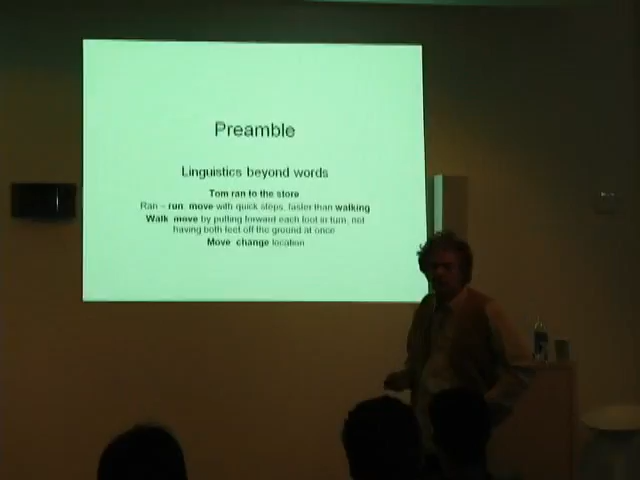 Preamble
Linguistics beyond words
Tom ran to the store
Ran – run move with quick steps, faster than walking
Walk move by putting forward each foot in turn, not
having both feet off the ground at once
Move change location